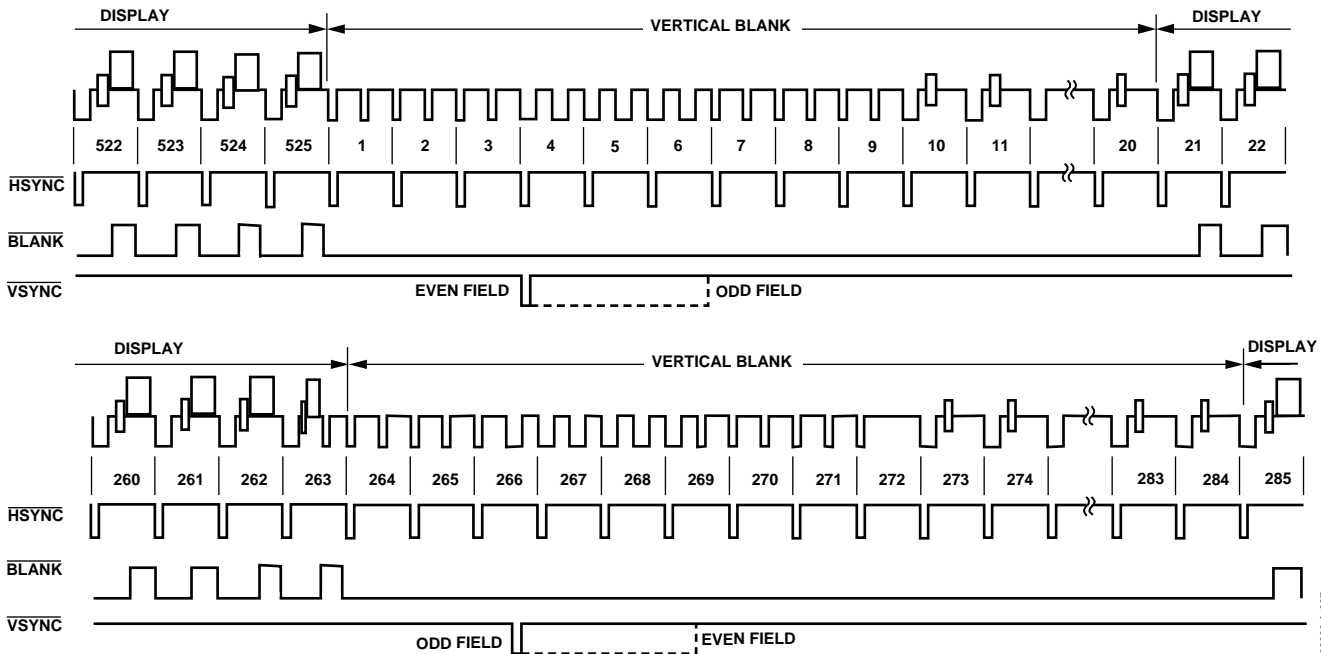 DISPLAY VERTICAL BLANK DISPLAY
522 523 524 525 1 2 3 4 5 6 7 8 9 10 11 20 21 22
HSYNC
BLANK
VSYNC
EVEN FIELD ODD FIELD
DISPLAY VERTICAL BLANK DISPLAY
260 261 262 263 264 265 266 267 268 269 270 271 272 273 274 283 284 285
HSYNC
BLANK
VSYNC
ODD FIELD EVEN FIELD